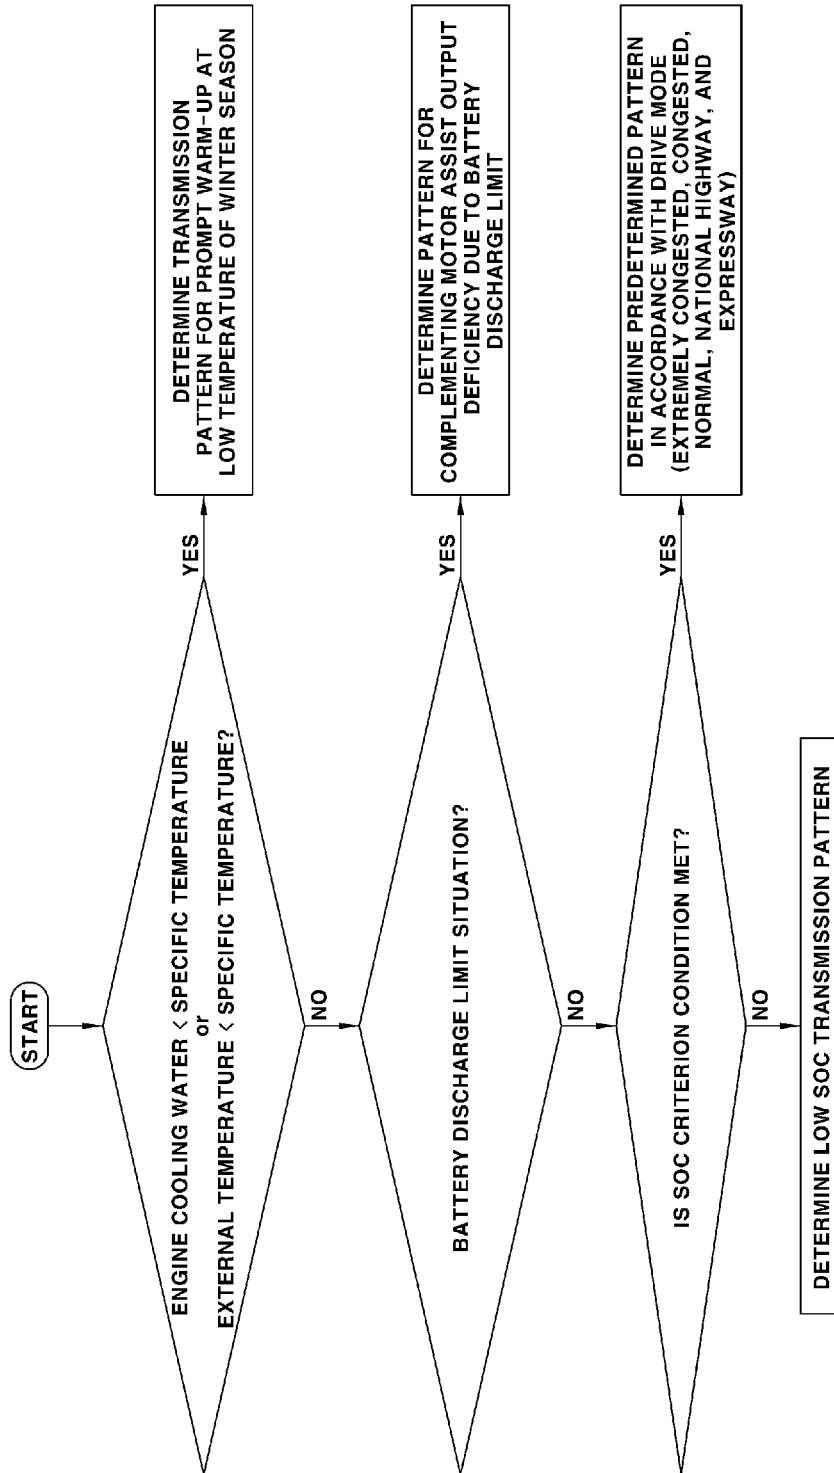 START
ENGINE COOLING WATER < SPECIFIC TEMPERATURE
or
EXTERNAL TEMPERATURE < SPECIFIC TEMPERATURE?
YES
DETERMINE TRANSMISSION
PATTERN FOR PROMPT WARM-UP AT
LOW TEMPERATURE OF WINTER SEASON
NO
BATTERY DISCHARGE LIMIT SITUATION?
YES
DETERMINE PATTERN FOR
COMPLEMENTING MOTOR ASSIST OUTPUT
DEFICIENCY DUE TO BATTERY
DISCHARGE LIMIT
NO
IS SOC CRITERION CONDITION MET?
YES
DETERMINE PREDETERMINED PATTERN
IN ACCORDANCE WITH DRIVE MODE
(EXTREMELY CONGESTED, CONGESTED,
NORMAL, NATIONAL HIGHWAY, AND
EXPRESSWAY)
NO
DETERMINE LOW SOC TRANSMISSION PATTERN